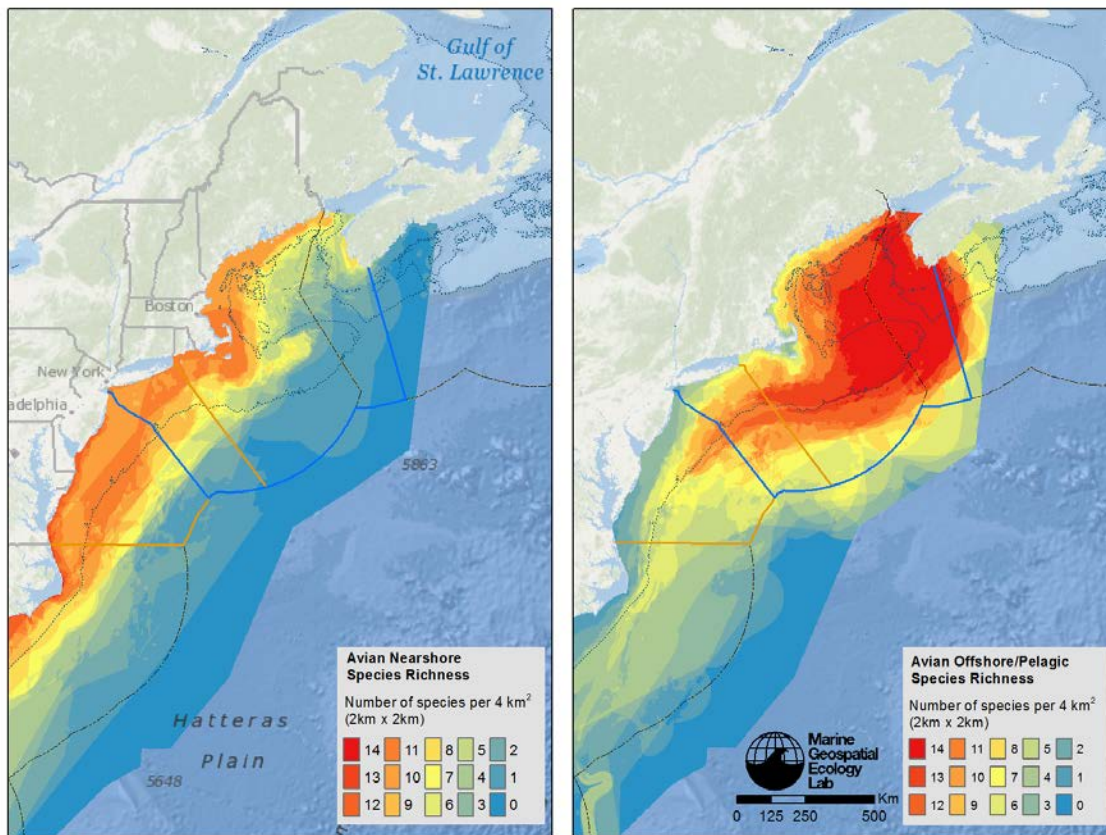 Gulf of
St. Lawrence
Boston
New York
adelphia
5863
Hatteras
Plain
5648
Avian Nearshore
Species Richness
Number of species per 4 km²
(2km x 2km)
14 11 8 5 2
13 10 7 4 1
12 9 6 3 0
Marine
Geospatial
Ecology
Lab
Km
0 125 250 500
Avian Offshore/Pelagic
Species Richness
Number of species per 4 km²
(2km x 2km)
14 11 8 5 2
13 10 7 4 1
12 9 6 3 0